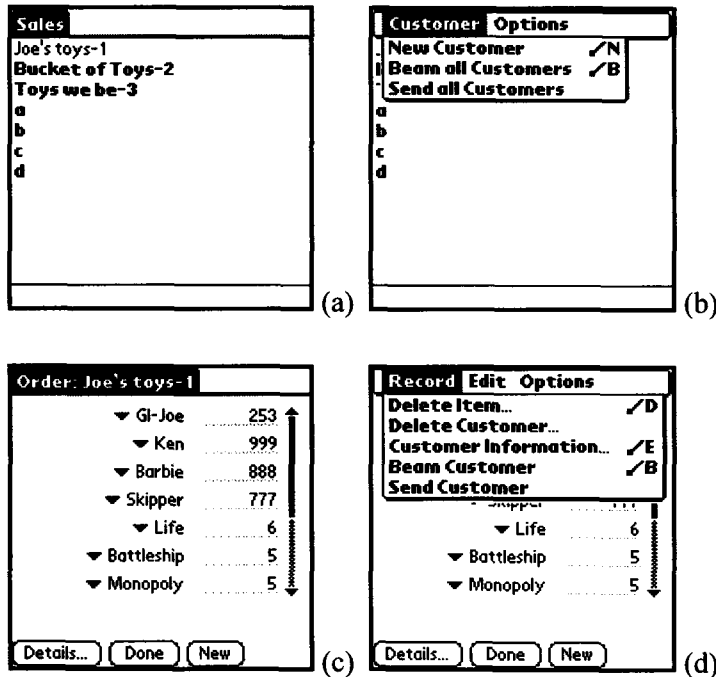 Sales
Joe's toys-1
Bucket of Toys-2
Toys we be-3
a
b
c
d
(a)
Customer Options
New Customer /N
Beam all Customers /B
Send all Customers
a
b
c
d
(b)
Order: Joe's toys-1
GI-Joe 253
Ken 999
Barbie 888
Skipper 777
Life 6
Battleship 5
Monopoly 5
Details... Done New
(c)
Record Edit Options
Delete Item... /D
Delete Customer...
Customer Information... /E
Beam Customer /B
Send Customer
Life 6
Battleship 5
Monopoly 5
Details... Done New
(d)